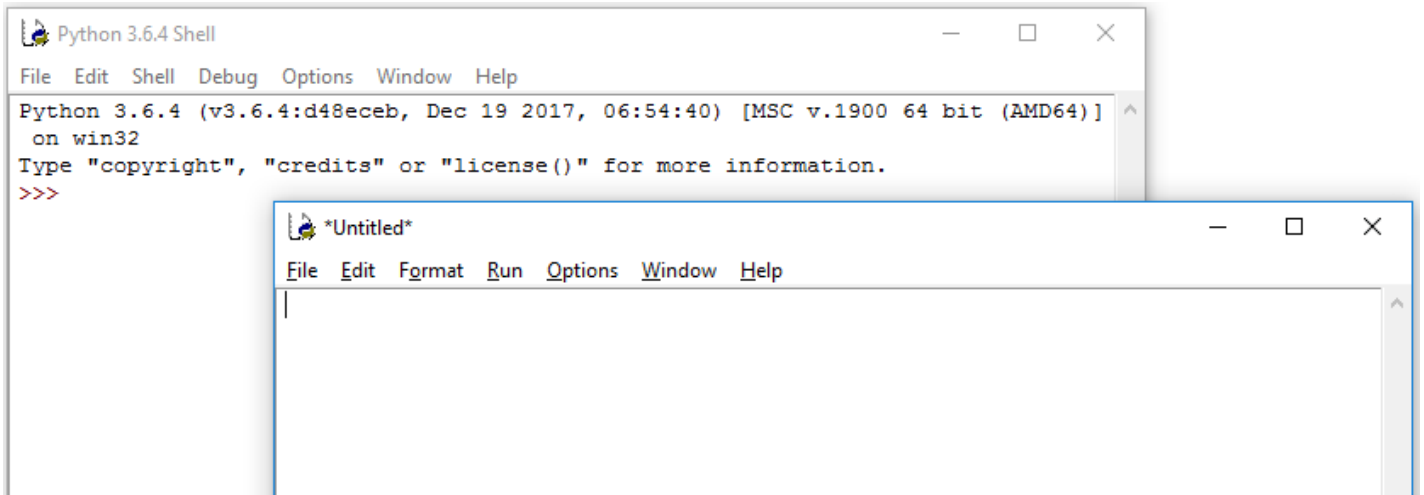 Python 3.6.4 Shell
File Edit Shell Debug Options Window Help
Python 3.6.4 (v3.6.4:d48eceb, Dec 19 2017, 06:54:40) [MSC v.1900 64 bit (AMD64)]
on win32
Type "copyright", "credits" or "license()" for more information.
>>>
*Untitled*
File Edit Format Run Options Window Help